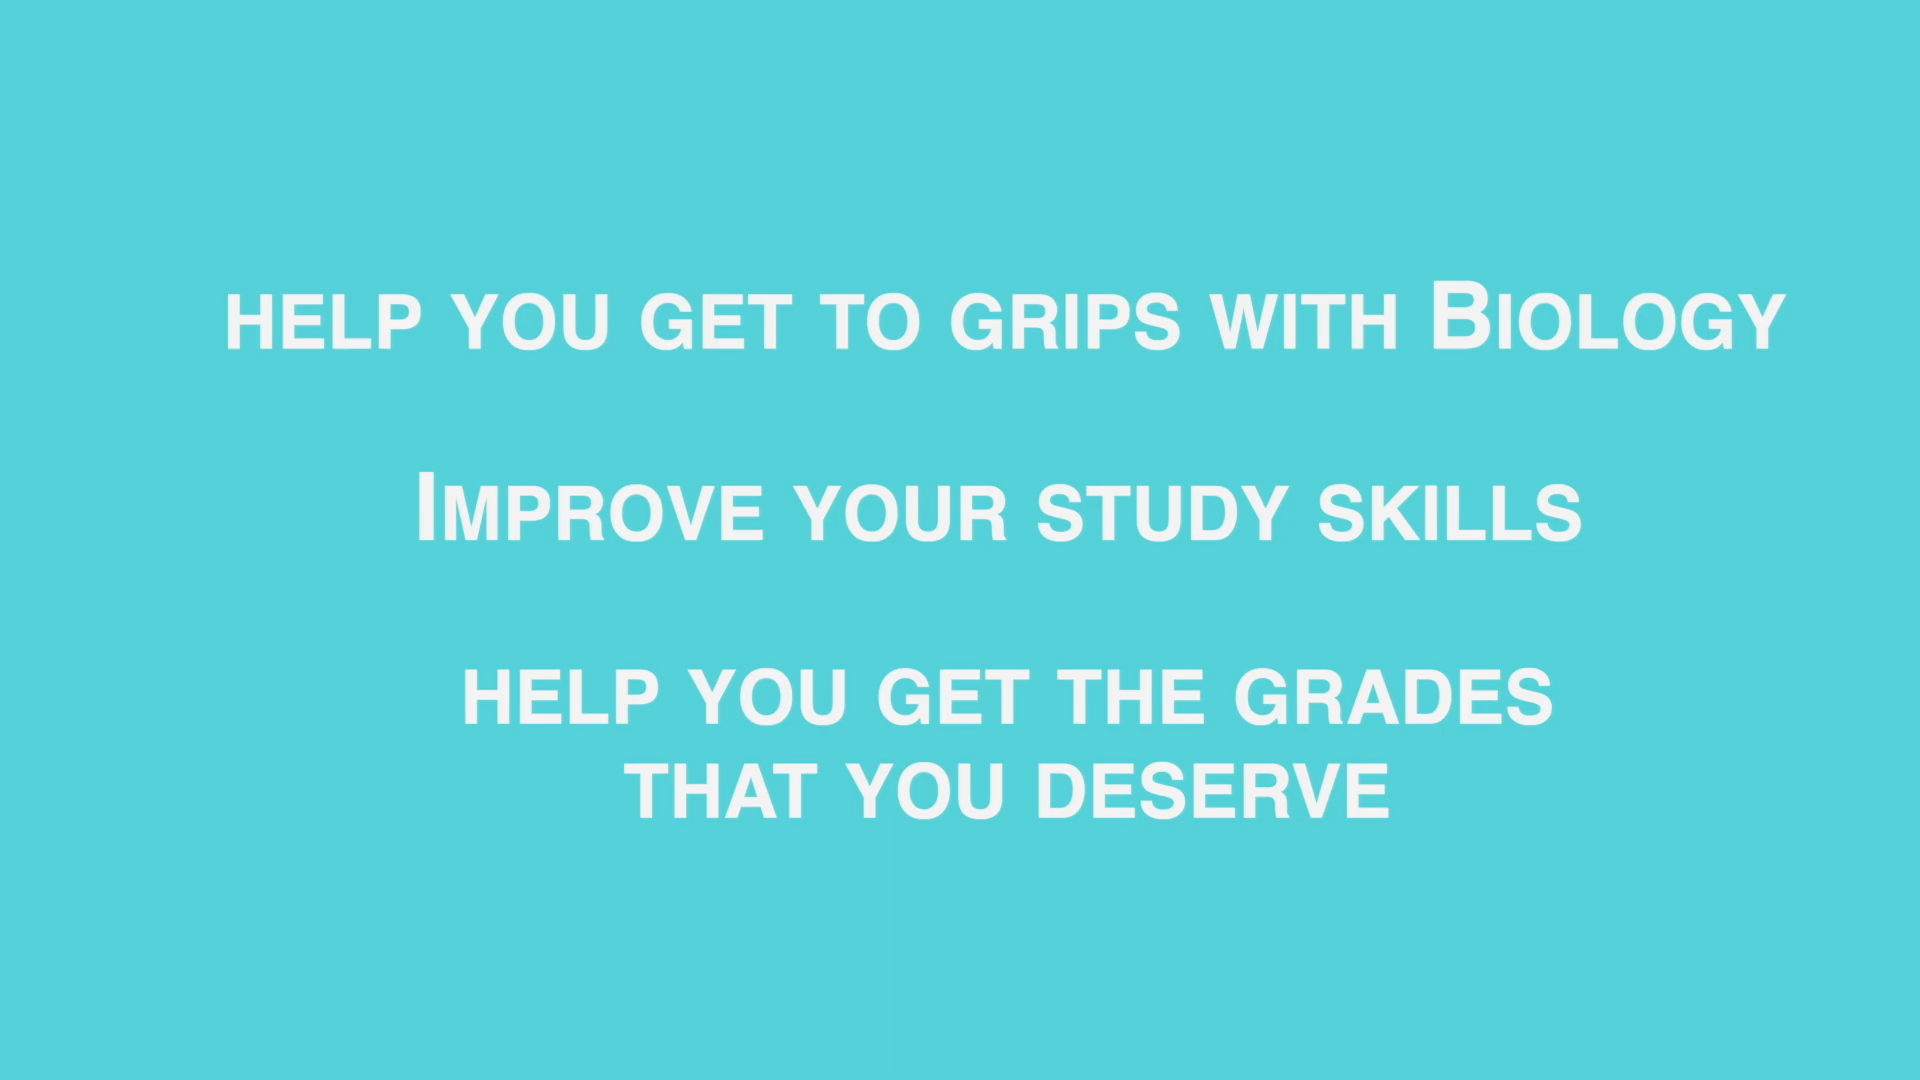 help you get to grips with Biology
Improve your study skills
help you get the grades
that you deserve